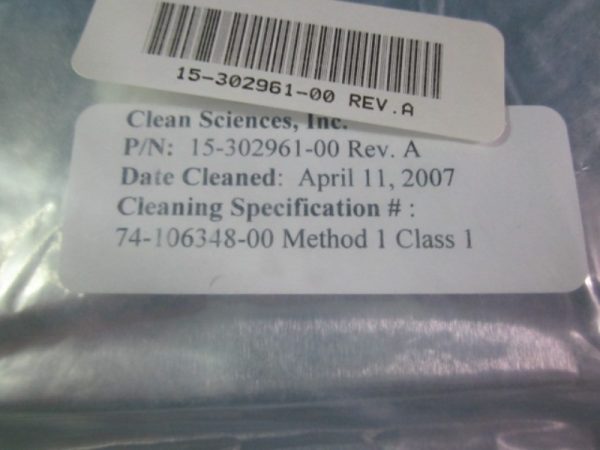 15-302961-00 REV.A
Clean Sciences, Inc.
P/N: 15-302961-00 Rev. A
Date Cleaned: April 11, 2007
Cleaning Specification # :
74-106348-00 Method 1 Class 1